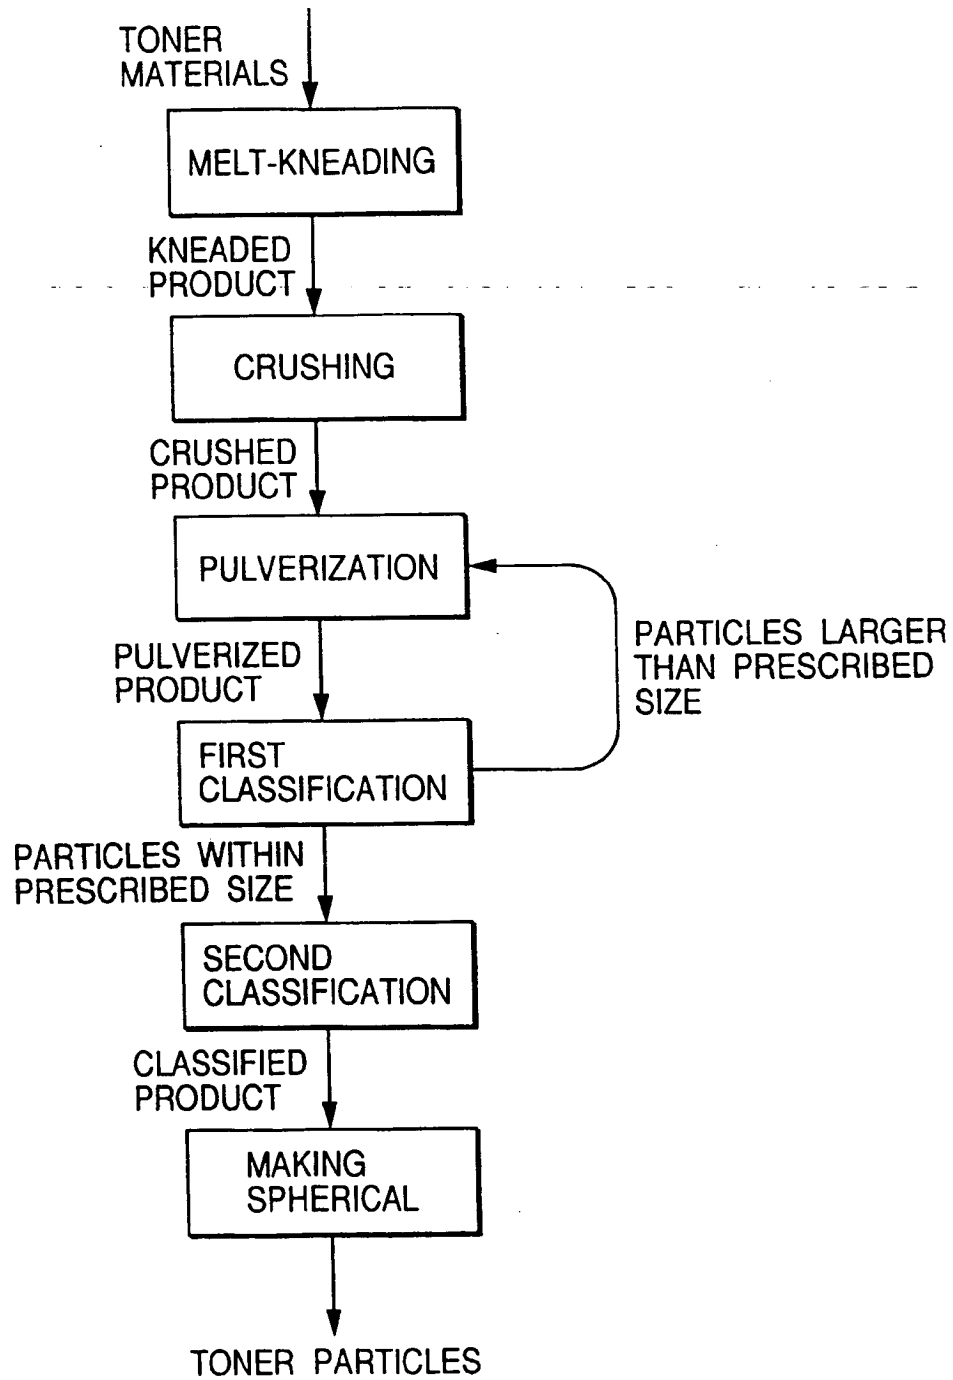 TONER
MATERIALS
MELT-KNEADING
KNEADED
PRODUCT
CRUSHING
CRUSHED
PRODUCT
PULVERIZATION
PARTICLES LARGER
THAN PRESCRIBED
SIZE
PULVERIZED
PRODUCT
FIRST
CLASSIFICATION
PARTICLES WITHIN
PRESCRIBED SIZE
SECOND
CLASSIFICATION
CLASSIFIED
PRODUCT
MAKING
SPHERICAL
TONER PARTICLES